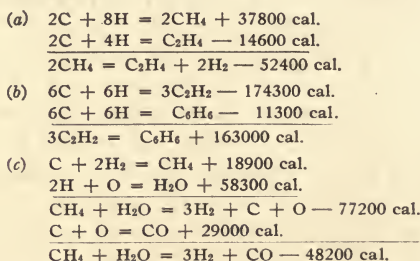 (a) 2C + 8H = 2CH₄ + 37800 cal.
2C + 4H = C₂H₄ — 14600 cal.
2CH₄ = C₂H₄ + 2H₂ — 52400 cal.
(b) 6C + 6H = 3C₂H₂ — 174300 cal.
6C + 6H = C₆H₆ — 11300 cal.
3C₂H₂ = C₆H₆ + 163000 cal.
(c) C + 2H₂ = CH₄ + 18900 cal.
2H + O = H₂O + 58300 cal.
CH₄ + H₂O = 3H₂ + C + O — 77200 cal.
C + O = CO + 29000 cal.
CH₄ + H₂O = 3H₂ + CO — 48200 cal.